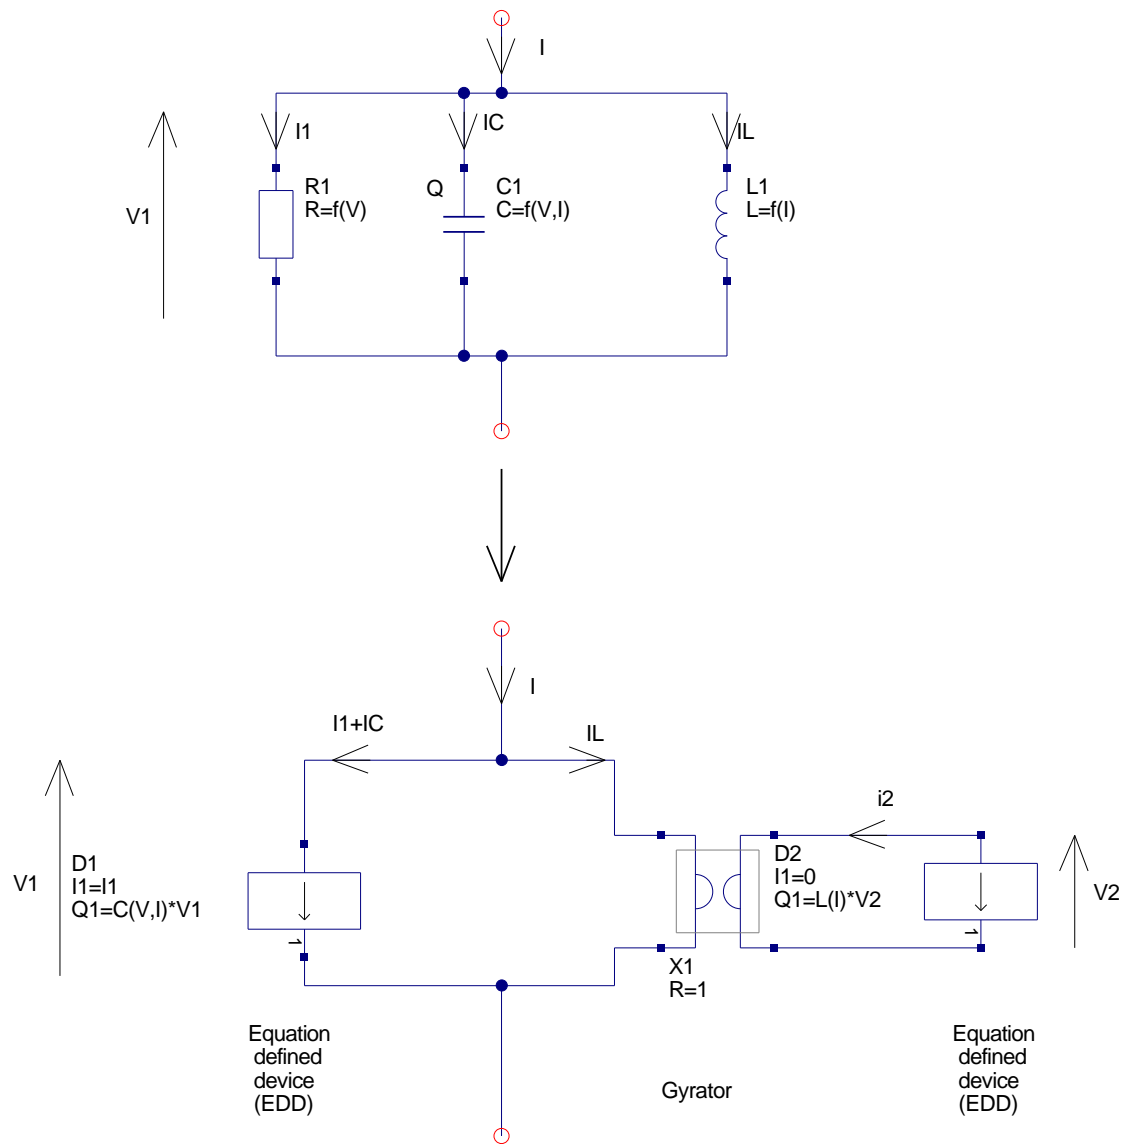 I
I1
IC
IL
R1
R=f(V)
Q
C1
C=f(V,I)
L1
L=f(I)
V1
I
I1+IC
IL
i2
V1
D1
I1=I1
Q1=C(V,I)*V1
1
D2
I1=0
Q1=L(I)*V2
1
V2
X1
R=1
Equation
defined
device
(EDD)
Gyrator
Equation
defined
device
(EDD)